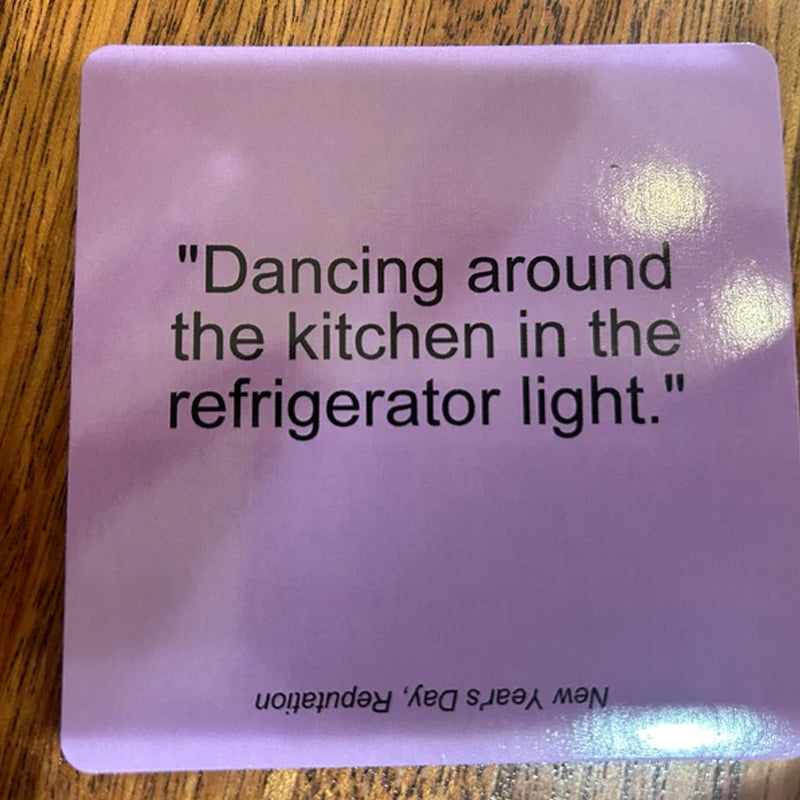 "Dancing around
the kitchen in the
refrigerator light."
New Year's Day, Reputation